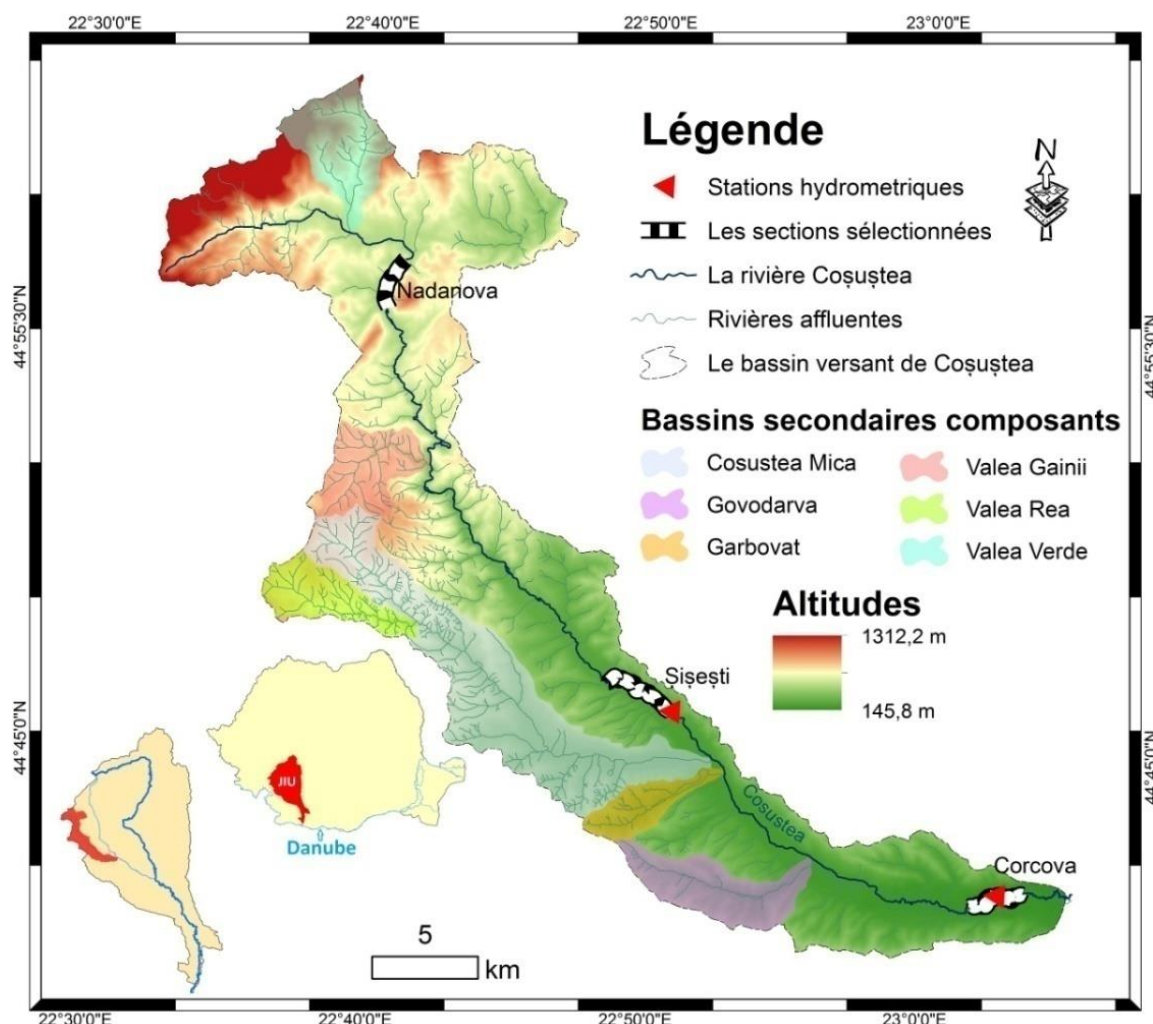 22°30'0"E 22°40'0"E 22°50'0"E 23°0'0"E
Légende
N
Stations hydrometriques
Les sections sélectionnées
La rivière Coșuștea
Rivières affluentes
Le bassin versant de Coșuștea
Bassins secondaires composants
Cosustea Mica
Valea Gainii
Govodarva
Valea Rea
Garbovat
Valea Verde
Altitudes
1312,2 m
145,8 m
Nadanova
44°55'30"N
44°55'30"N
Sișești
44°45'0"N
44°45'0"N
JIU
Danube
Cosustea
Corcova
5
km
22°30'0"E 22°40'0"E 22°50'0"E 23°0'0"E